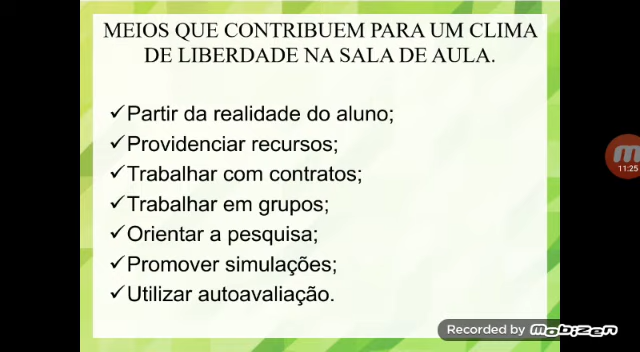 MEIOS QUE CONTRIBUEM PARA UM CLIMA
DE LIBERDADE NA SALA DE AULA.
✓Partir da realidade do aluno;
✓Providenciar recursos;
✓Trabalhar com contratos;
✓Trabalhar em grupos;
✓Orientar a pesquisa;
✓Promover simulações;
✓Utilizar autoavaliação.
11:25
Recorded by Mobizen